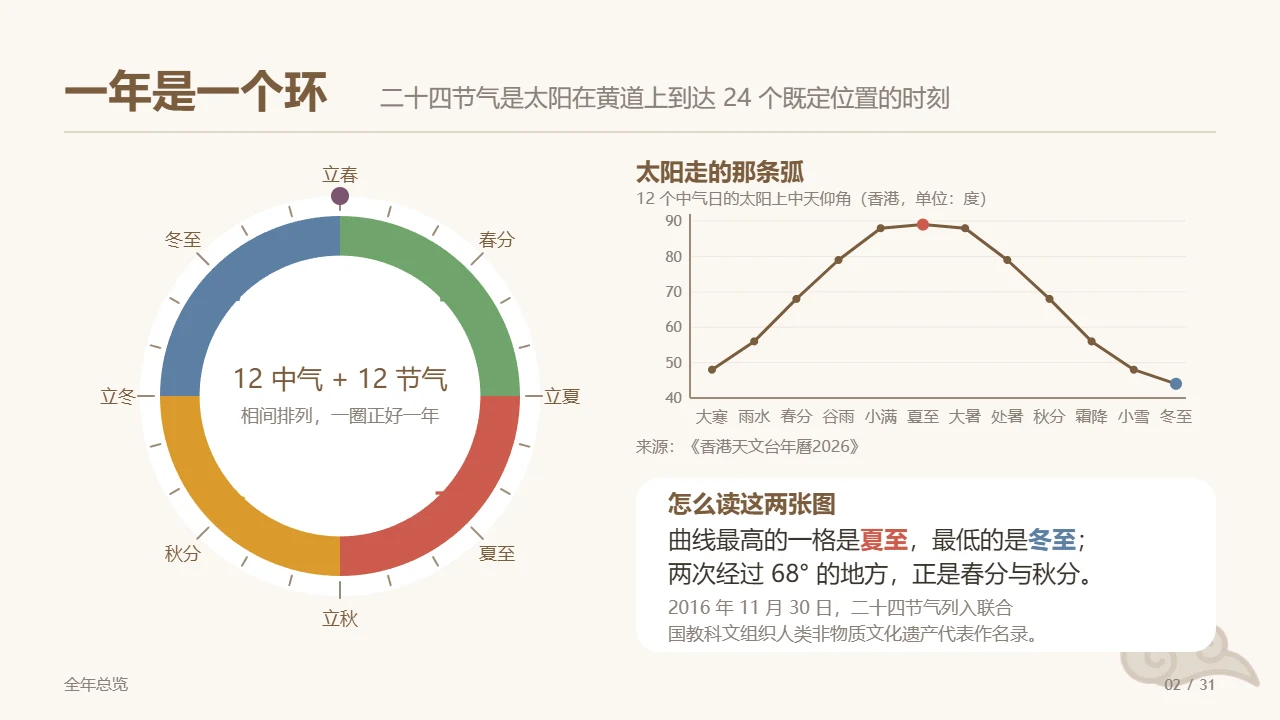 一年是一个环
二十四节气是太阳在黄道上到达 24 个既定位置的时刻
立春
春分
立夏
夏至
立秋
秋分
立冬
冬至
12 中气 + 12 节气
相间排列，一圈正好一年
太阳走的那条弧
12 个中气日的太阳上中天仰角（香港，单位：度）
90
80
70
60
50
40
大寒 雨水 春分 谷雨 小满 夏至 大暑 处暑 秋分 霜降 小雪 冬至
来源：《香港天文台年曆2026》
怎么读这两张图
曲线最高的一格是夏至，最低的是冬至；
两次经过 68° 的地方，正是春分与秋分。
2016 年 11 月 30 日，二十四节气列入联合
国教科文组织人类非物质文化遗产代表作名录。
全年总览
02 / 31